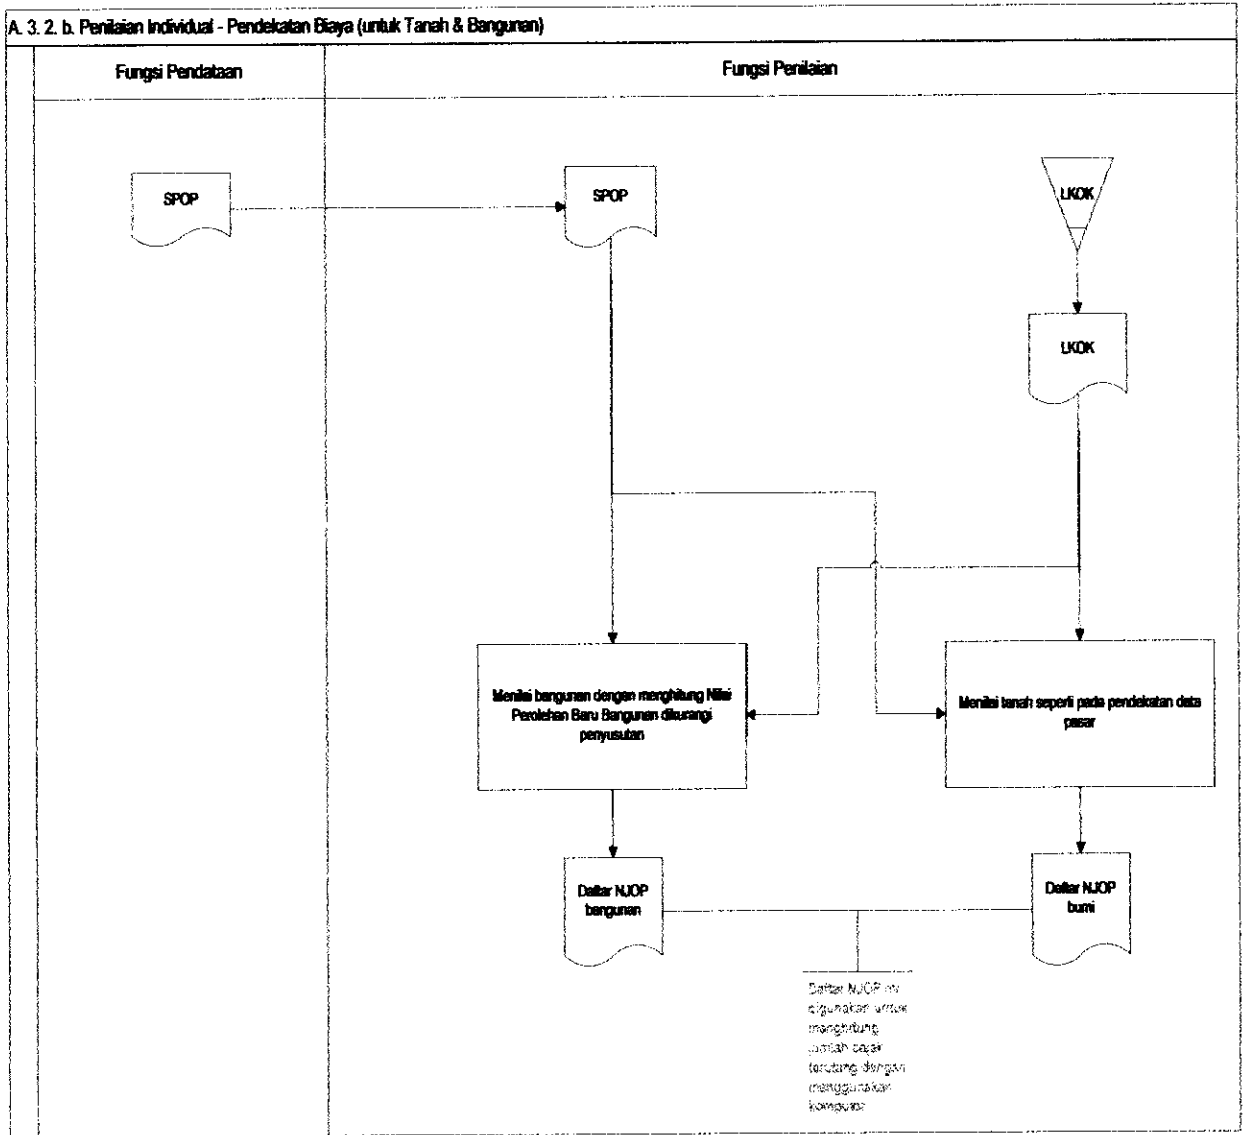 A. 3. 2. b. Penilaian Individual - Pendekatan Biaya (untuk Tanah & Bangunan)
Fungsi Pendataan
Fungsi Penilaian
SPOP
SPOP
LKOK
LKOK
Menilai bangunan dengan menghitung Nilai
Perolehan Baru Bangunan dikurangi
penyusutan
Menilai tanah seperti pada pendekatan data
pasar
Daftar NJOP
bangunan
Daftar NJOP
bumi
Daftar NJOP ini
digunakan untuk
menghitung
jumlah pajak
terutang dengan
menggunakan
komputer